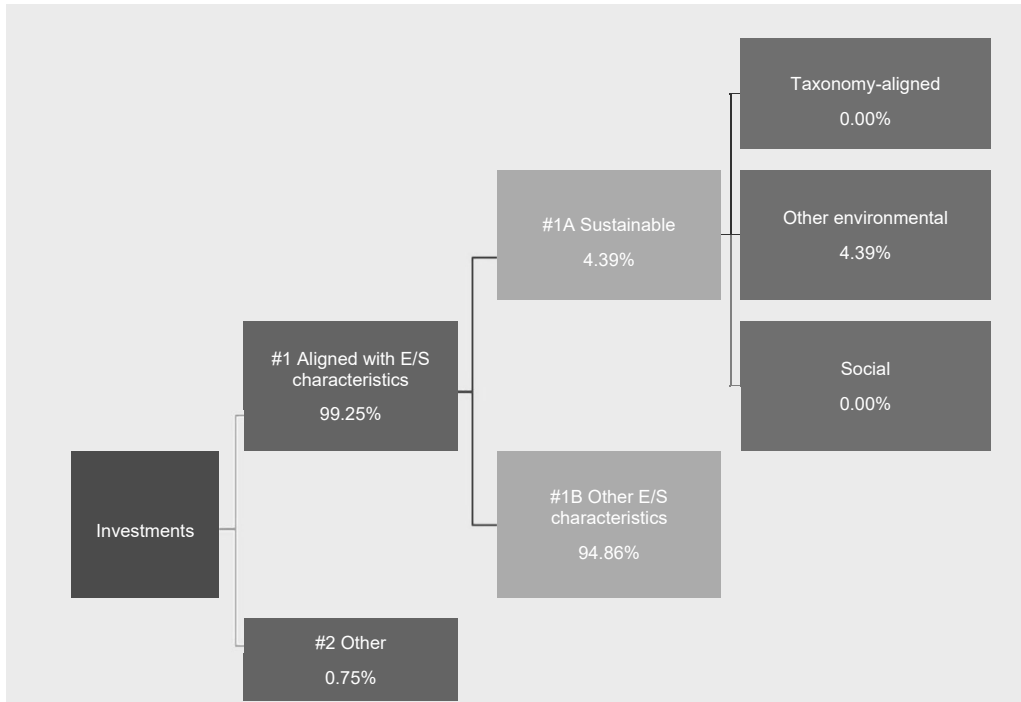 Taxonomy-aligned
0.00%
#1A Sustainable
4.39%
Other environmental
4.39%
#1 Aligned with E/S
characteristics
99.25%
Social
0.00%
Investments
#1B Other E/S
characteristics
94.86%
#2 Other
0.75%